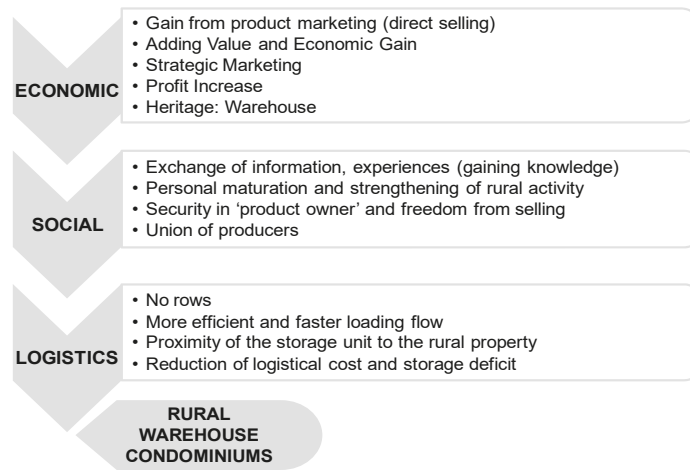 ECONOMIC
• Gain from product marketing (direct selling)
• Adding Value and Economic Gain
• Strategic Marketing
• Profit Increase
• Heritage: Warehouse
SOCIAL
• Exchange of information, experiences (gaining knowledge)
• Personal maturation and strengthening of rural activity
• Security in ‘product owner’ and freedom from selling
• Union of producers
LOGISTICS
• No rows
• More efficient and faster loading flow
• Proximity of the storage unit to the rural property
• Reduction of logistical cost and storage deficit
RURAL
WAREHOUSE
CONDOMINIUMS